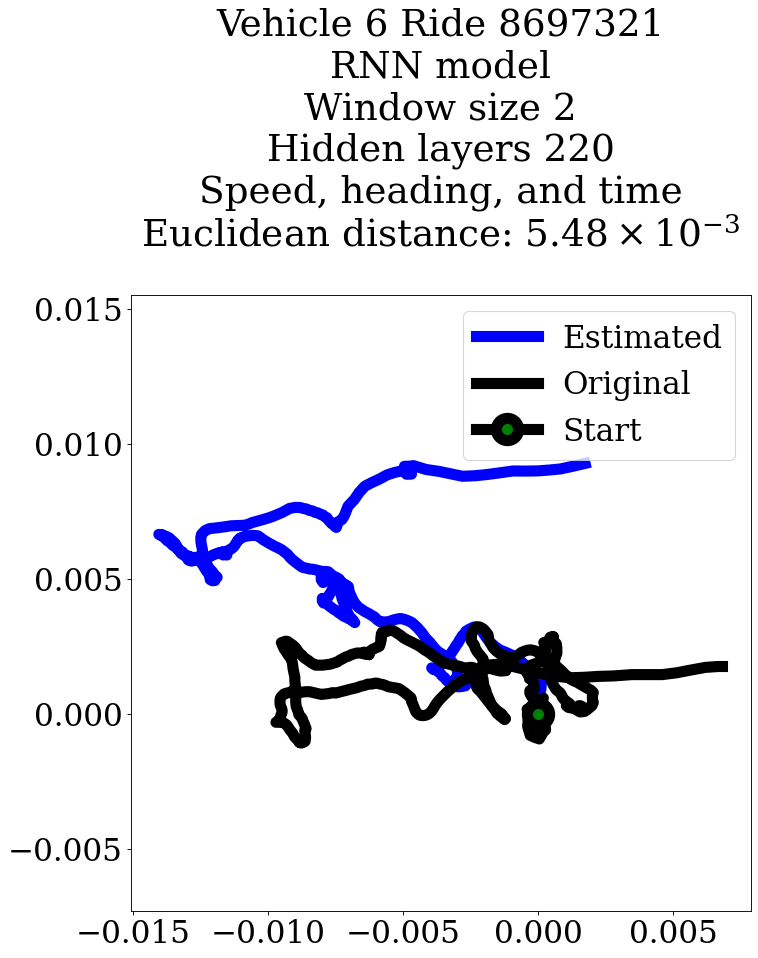 Vehicle 6 Ride 8697321
RNN model
Window size 2
Hidden layers 220
Speed, heading, and time
Euclidean distance: 5.48 × 10⁻³
0.015
0.010
0.005
0.000
−0.005
Estimated
Original
Start
−0.015 −0.010 −0.005 0.000 0.005